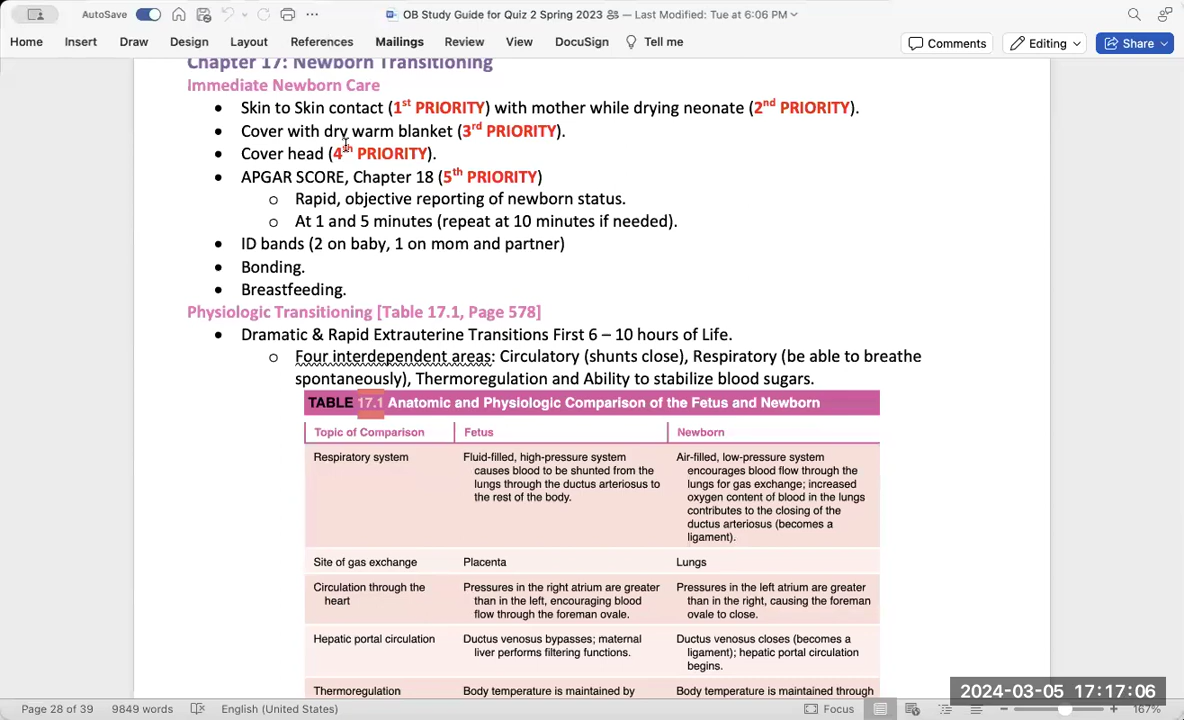 AutoSave
OB Study Guide for Quiz 2 Spring 2023 — Last Modified: Tue at 6:06 PM
Home Insert Draw Design Layout References Mailings Review View DocuSign Tell me Comments Editing Share
Chapter 17: Newborn Transitioning
Immediate Newborn Care
• Skin to Skin contact (1st PRIORITY) with mother while drying neonate (2nd PRIORITY).
• Cover with dry warm blanket (3rd PRIORITY).
• Cover head (4th PRIORITY).
• APGAR SCORE, Chapter 18 (5th PRIORITY)
o Rapid, objective reporting of newborn status.
o At 1 and 5 minutes (repeat at 10 minutes if needed).
• ID bands (2 on baby, 1 on mom and partner)
• Bonding.
• Breastfeeding.
Physiologic Transitioning [Table 17.1, Page 578]
• Dramatic & Rapid Extrauterine Transitions First 6 – 10 hours of Life.
o Four interdependent areas: Circulatory (shunts close), Respiratory (be able to breathe
spontaneously), Thermoregulation and Ability to stabilize blood sugars.
TABLE 17.1 Anatomic and Physiologic Comparison of the Fetus and Newborn
Topic of Comparison Fetus Newborn
Respiratory system
Fluid-filled, high-pressure system
causes blood to be shunted from the
lungs through the ductus arteriosus to
the rest of the body.
Air-filled, low-pressure system
encourages blood flow through the
lungs for gas exchange; increased
oxygen content of blood in the lungs
contributes to the closing of the
ductus arteriosus (becomes a
ligament).
Site of gas exchange Placenta Lungs
Circulation through the
heart
Pressures in the right atrium are greater
than in the left, encouraging blood
flow through the foreman ovale.
Pressures in the left atrium are greater
than in the right, causing the foreman
ovale to close.
Hepatic portal circulation
Ductus venosus bypasses; maternal
liver performs filtering functions.
Ductus venosus closes (becomes a
ligament); hepatic portal circulation
begins.
Thermoregulation Body temperature is maintained by Body temperature is maintained through
2024-03-05 17:17:06
Page 28 of 39 9849 words English (United States) Focus 167%